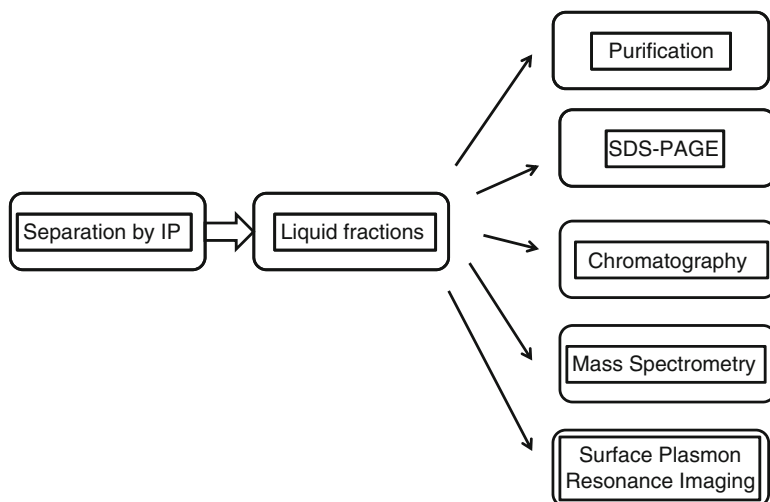 Purification
SDS-PAGE
Separation by IP
Liquid fractions
Chromatography
Mass Spectrometry
Surface Plasmon
Resonance Imaging